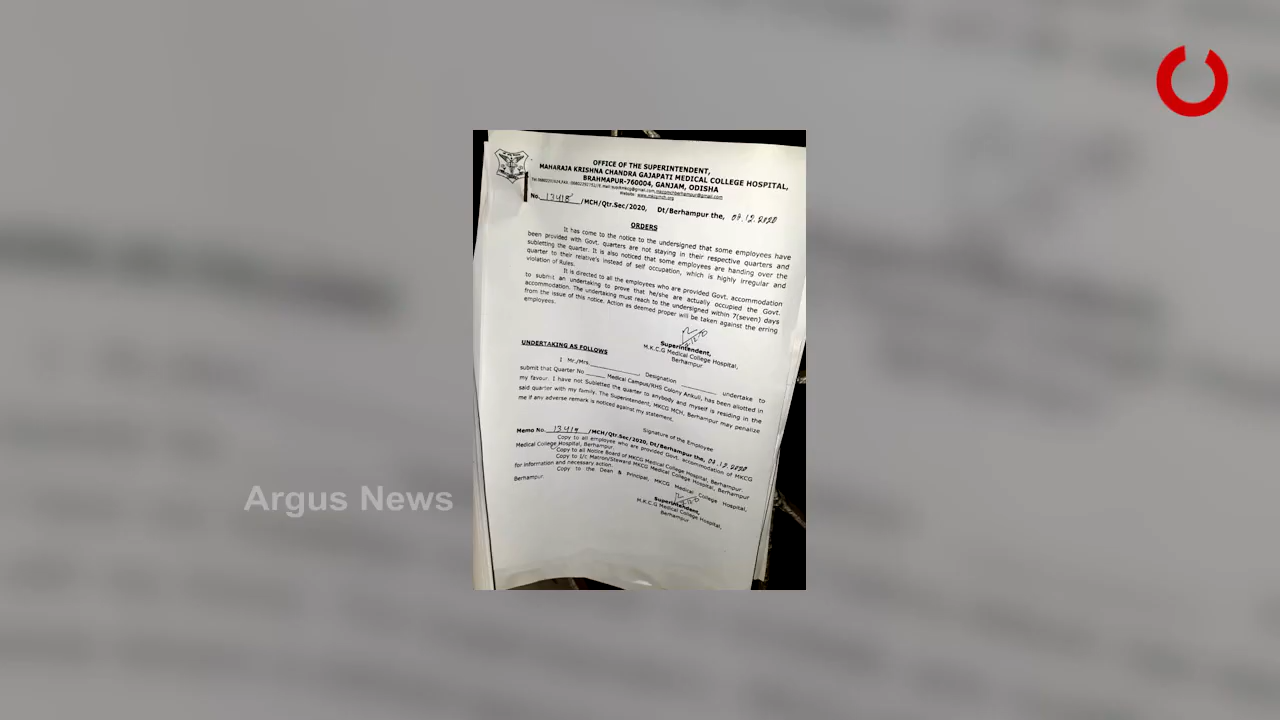 OFFICE OF THE SUPERINTENDENT,
MAHARAJA KRISHNA CHANDRA GAJAPATI MEDICAL COLLEGE HOSPITAL,
BRAHMAPUR-760004, GANJAM, ODISHA
No. 13418 /MCH/Qtr.Sec/2020, Dt/Berhampur the, 04.12.2020
ORDERS
It has come to the notice to the undersigned that some employees have
been provided with Govt. quarters are not staying in their respective quarters and
subletting the quarter. It is also noticed that some employees are handing over the
quarter to their relative's instead of self occupation, which is highly irregular and
violation of Rules.
It is directed to all the employees who are provided Govt. accommodation
to submit an undertaking to prove that he/she are actually occupied the Govt.
accommodation. The undertaking must reach to the undersigned within 7(seven) days
from the issue of this notice. Action as deemed proper will be taken against the erring
employees.
Superintendent,
M.K.C.G Medical College Hospital,
Berhampur
UNDERTAKING AS FOLLOWS
I Mr./Mrs. , Designation undertake to
submit that Quarter No Medical Campus/RHS Colony Ankuli, has been allotted in
my favour. I have not Subletted the quarter to anybody and myself is residing in the
said quarter with my family. The Superintendent, MKCG MCH, Berhampur may penalize
me if any adverse remark is noticed against my statement.
Signature of the Employee
Memo No. 13419 /MCH/Qtr.Sec/2020, Dt/Berhampur the, 04.12.2020
Copy to all employee who are provided Govt. accommodation of MKCG
Medical College Hospital, Berhampur.
Copy to all Notice Board of MKCG Medical College Hospital, Berhampur.
Copy to I/c Matron/Steward MKCG Medical College Hospital, Berhampur
for information and necessary action.
Copy to the Dean & Principal, MKCG Medical College Hospital,
Berhampur.
Superintendent,
M.K.C.G Medical College Hospital,
Berhampur
Argus News